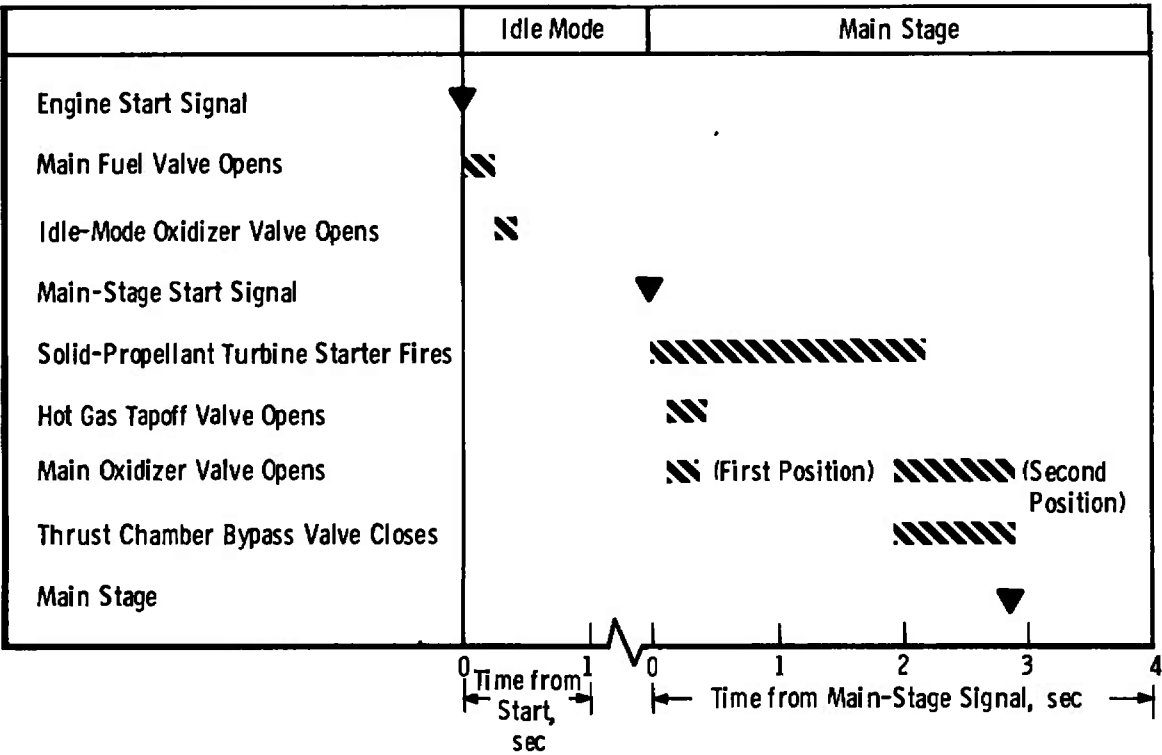 Idle Mode
Main Stage
Engine Start Signal
Main Fuel Valve Opens
Idle-Mode Oxidizer Valve Opens
Main-Stage Start Signal
Solid-Propellant Turbine Starter Fires
Hot Gas Tapoff Valve Opens
Main Oxidizer Valve Opens
(First Position)
(Second
Position)
Thrust Chamber Bypass Valve Closes
Main Stage
0 1 0 1 2 3 4
Time from
Start,
sec
Time from Main-Stage Signal, sec